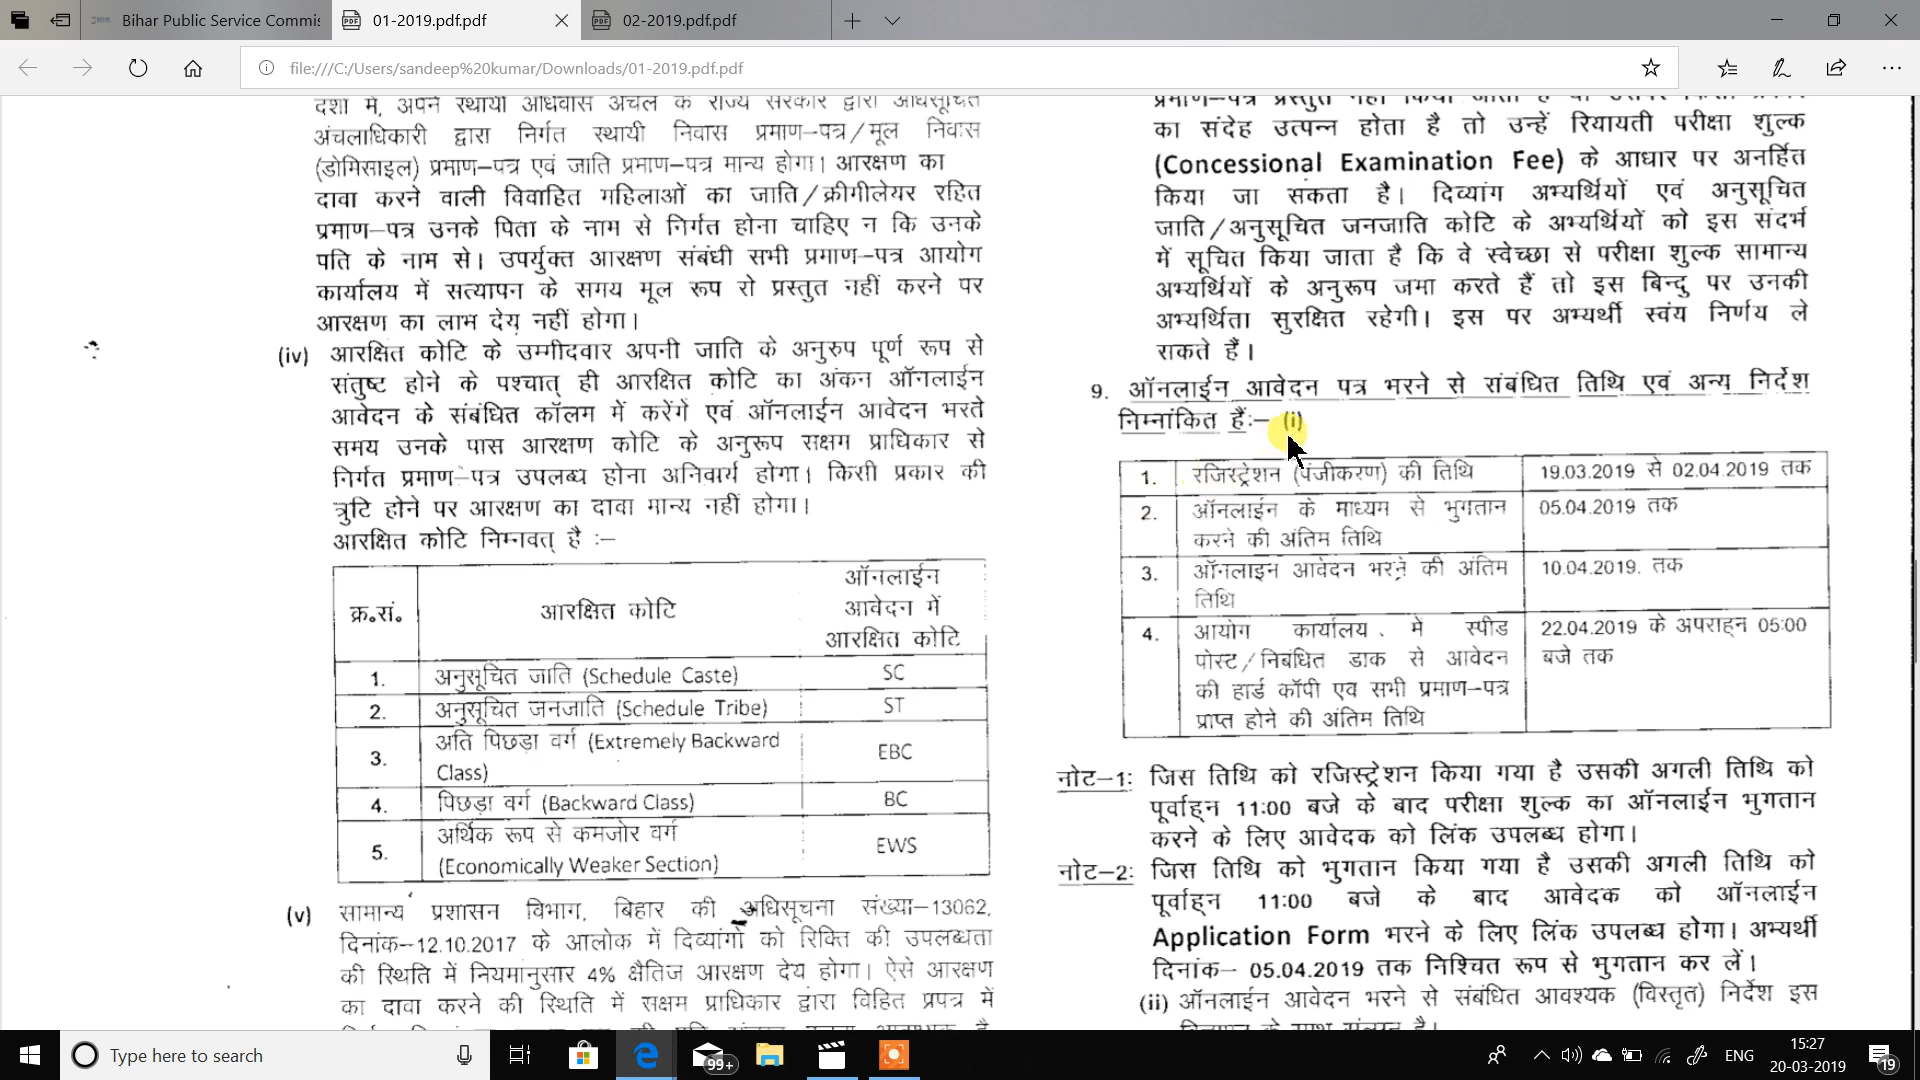 Bihar Public Service Commis
01-2019.pdf.pdf
02-2019.pdf.pdf
file:///C:/Users/sandeep%20kumar/Downloads/01-2019.pdf.pdf
दशा में, अपने स्थायी अधिवास अंचल के राज्य सरकार द्वारा अधिसूचित
अंचलाधिकारी द्वारा निर्गत स्थायी निवास प्रमाण–पत्र/मूल निवास
(डोमिसाइल) प्रमाण–पत्र एवं जाति प्रमाण–पत्र मान्य होगा। आरक्षण का
दावा करने वाली विवाहित महिलाओं का जाति/क्रीगीलेयर रहित
प्रमाण–पत्र उनके पिता के नाम से निर्गत होना चाहिए न कि उनके
पति के नाम से। उपर्युक्त आरक्षण संबंधी सभी प्रमाण–पत्र आयोग
कार्यालय में सत्यापन के समय मूल रूप रो प्रस्तुत नहीं करने पर
आरक्षण का लाभ देय नहीं होगा।
(iv) आरक्षित कोटि के उम्गीदवार अपनी जाति के अनुरुप पूर्ण रूप से
संतुष्ट होने के पश्चात् ही आरक्षित कोटि का अंकन ऑनलाईन
आवेदन के संबंधित कॉलम में करेंगें एवं ऑनलाईन आवेदन भरते
समय उनके पास आरक्षण कोटि के अनुरूप सक्षम प्राधिकार से
निर्गत प्रमाण–पत्र उपलब्ध होना अनिवार्य होगा। किसी प्रकार की
त्रुटि होने पर आरक्षण का दावा मान्य नहीं होगा।
आरक्षित कोटि निम्नवत् है :–
क्र०सं० आरक्षित कोटि ऑनलाईन आवेदन में आरक्षित कोटि
1. अनुसूचित जाति (Schedule Caste) SC
2. अनुसूचित जनजाति (Schedule Tribe) ST
3. अति पिछड़ा वर्ग (Extremely Backward Class) EBC
4. पिछड़ा वर्ग (Backward Class) BC
5. अर्थिक रूप से कमजोर वर्ग (Economically Weaker Section) EWS
(v) सामान्य प्रशासन विभाग, बिहार की अधिसूचना संख्या–13062,
दिनांक–12.10.2017 के आलोक में दिव्यांगों को रिक्ति की उपलब्धता
की स्थिति में नियमानुसार 4% क्षैतिज आरक्षण देय होगा। ऐसे आरक्षण
का दावा करने की स्थिति में सक्षम प्राधिकार द्वारा विहित प्रपत्र में
प्रमाण–पत्र प्रस्तुत नहीं किया जाता है
का संदेह उत्पन्न होता है तो उन्हें रियायती परीक्षा शुल्क
(Concessional Examination Fee) के आधार पर अनर्हित
किया जा सकता है। दिव्यांग अभ्यर्थियों एवं अनुसूचित
जाति/अनुसूचित जनजाति कोटि के अभ्यर्थियों को इस संदर्भ
में सूचित किया जाता है कि वे स्वेच्छा से परीक्षा शुल्क सामान्य
अभ्यर्थियों के अनुरूप जमा करते हैं तो इस बिन्दु पर उनकी
अभ्यर्थिता सुरक्षित रहेगी। इस पर अभ्यर्थी स्वंय निर्णय ले
राकते हैं।
9. ऑनलाईन आवेदन पत्र भरने से संबंधित तिथि एवं अन्य निर्देश
निम्नांकित हैं:– (i)
1. रजिस्ट्रेशन (पंजीकरण) की तिथि 19.03.2019 से 02.04.2019 तक
2. ऑनलाईन के माध्यम से भुगतान करने की अंतिम तिथि 05.04.2019 तक
3. ऑनलाइन आवेदन भरने की अंतिम तिथि 10.04.2019. तक
4. आयोग कार्यालय में स्पीड पोस्ट/निबंधित डाक से आवेदन की हार्ड कॉपी एव सभी प्रमाण–पत्र प्राप्त होने की अंतिम तिथि 22.04.2019 के अपराह्न 05:00 बजे तक
नोट–1: जिस तिथि को रजिस्ट्रेशन किया गया है उसकी अगली तिथि को
पूर्वाह्न 11:00 बजे के बाद परीक्षा शुल्क का ऑनलाईन भुगतान
करने के लिए आवेदक को लिंक उपलब्ध होगा।
नोट–2: जिस तिथि को भुगतान किया गया है उसकी अगली तिथि को
पूर्वाह्न 11:00 बजे के बाद आवेदक को ऑनलाईन
Application Form भरने के लिए लिंक उपलब्ध होगा। अभ्यर्थी
दिनांक– 05.04.2019 तक निश्चित रूप से भुगतान कर लें।
(ii) ऑनलाईन आवेदन भरने से संबंधित आवश्यक (विस्तृत) निर्देश इस
Type here to search
99+
ENG
15:27
20-03-2019
19